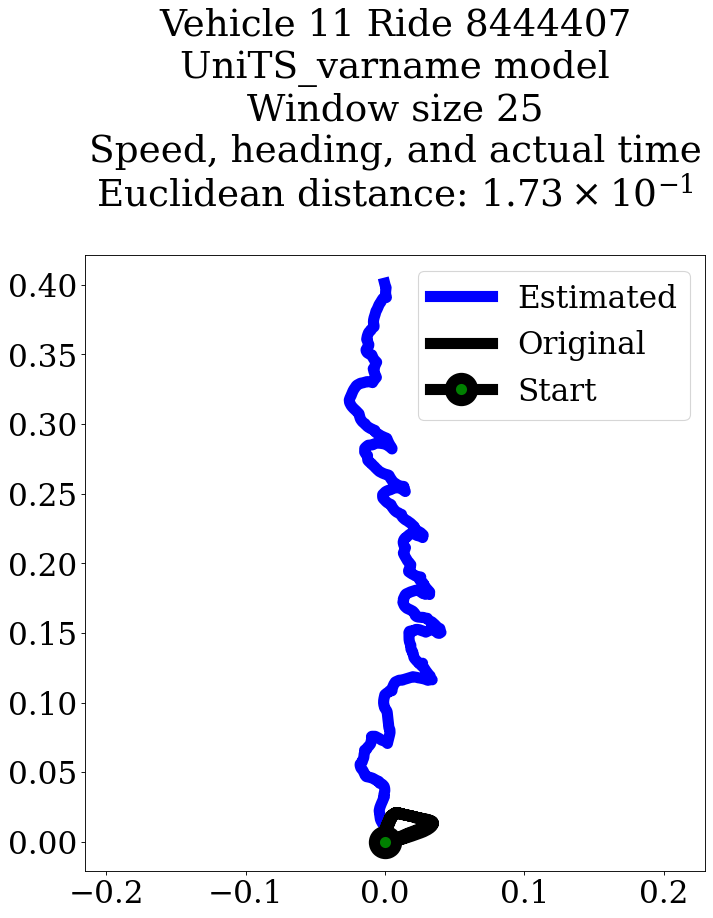 Vehicle 11 Ride 8444407
UniTS_varname model
Window size 25
Speed, heading, and actual time
Euclidean distance: 1.73 × 10⁻¹
Estimated
Original
Start
0.40
0.35
0.30
0.25
0.20
0.15
0.10
0.05
0.00
−0.2 −0.1 0.0 0.1 0.2